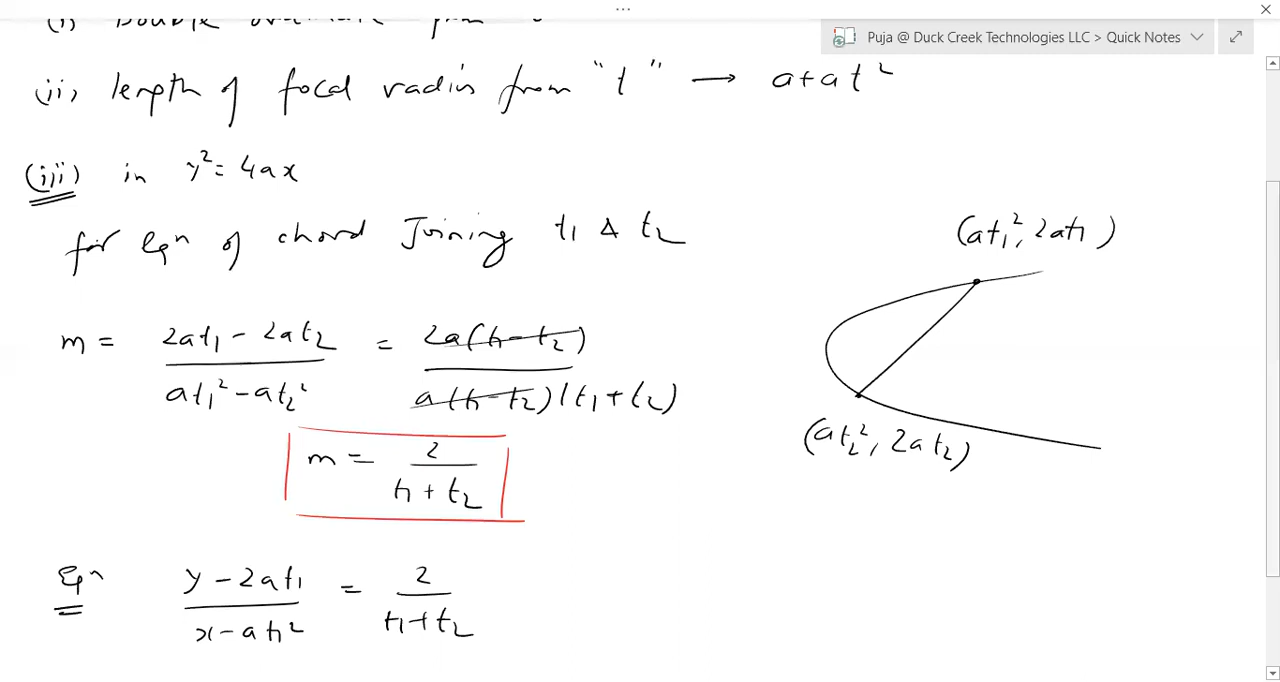 Puja @ Duck Creek Technologies LLC > Quick Notes
(ii) length of focal radius from "t" → a+at²
(iii) in y² = 4ax
for Eqn of chord Joining t₁ & t₂
m = (2at₁ - 2at₂)/(at₁² - at₂²) = 2a(t₁-t₂)/a(t₁-t₂)(t₁+t₂)
m = 2/(t₁+t₂)
Eqn (y - 2at₁)/(x - at₁²) = 2/(t₁+t₂)
(at₁², 2at₁)
(at₂², 2at₂)